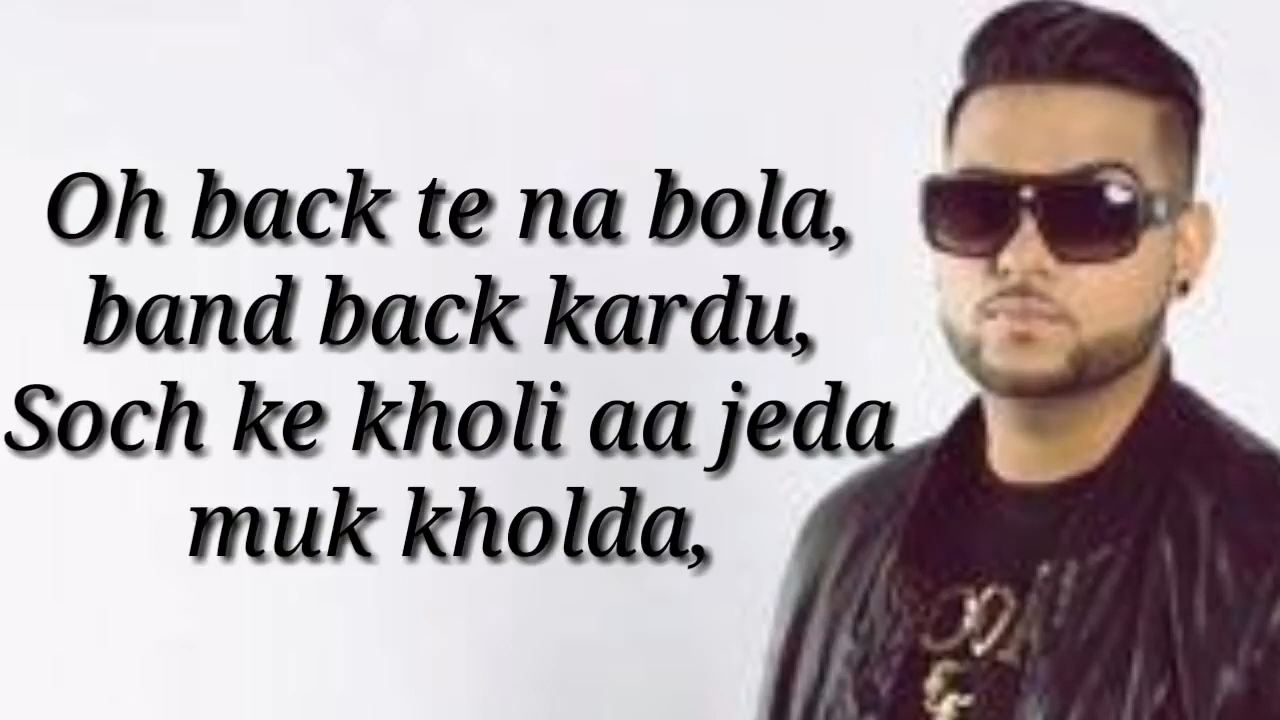 Oh back te na bola,
band back kardu,
Soch ke kholi aa jeda
muk kholda,